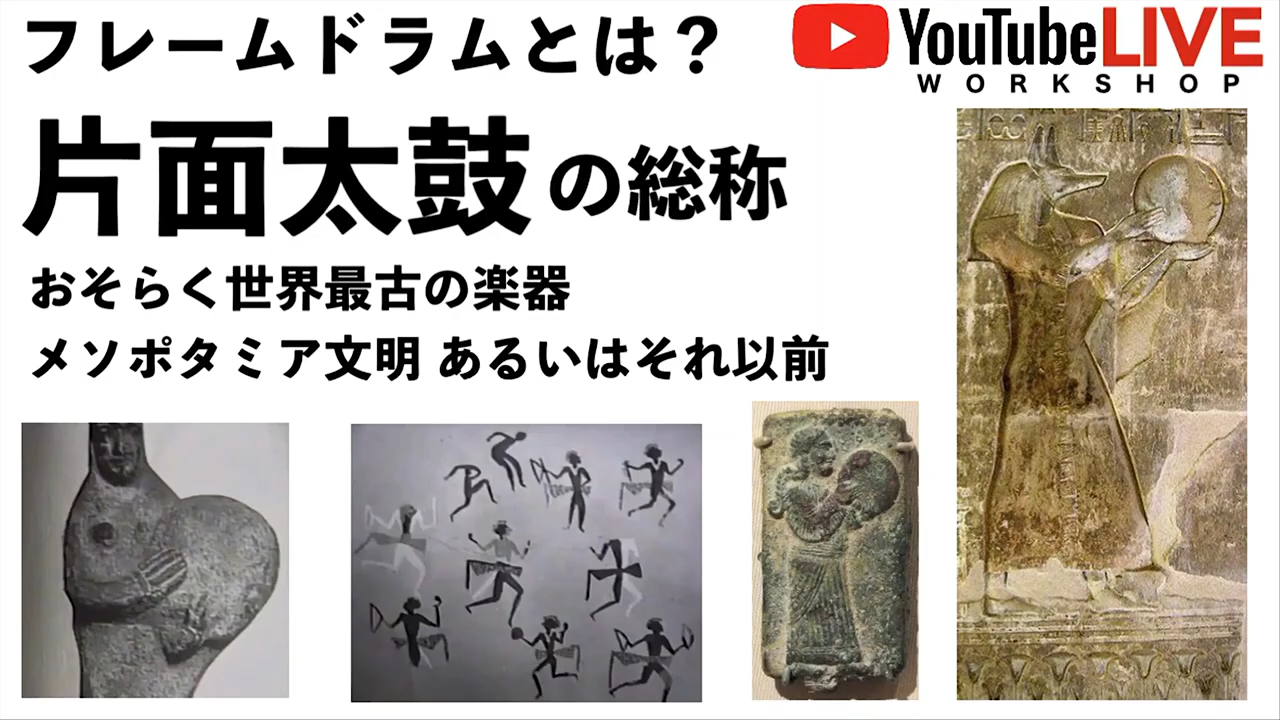 フレームドラムとは？
YouTube LIVE
WORKSHOP
片面太鼓の総称
おそらく世界最古の楽器
メソポタミア文明 あるいはそれ以前